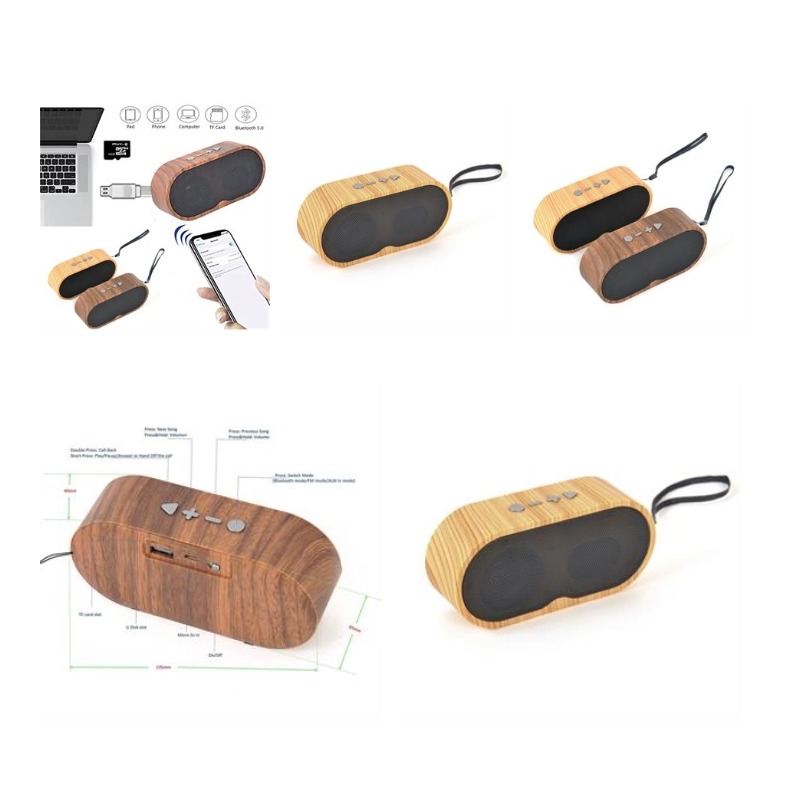 Pad
Phone
Computer
TF Card
Bluetooth 5.0
Press: Next Song
Press&Hold: Volume+
Press: Previous Song
Press&Hold: Volume-
Double Press: Call Back
Short Press: Play/Pause/Answer or Hand Off the call
Press: Switch Mode
(Bluetooth mode/FM mode/AUX in mode)
TF card slot
U Disk slot
Micro 5v in
On/Off